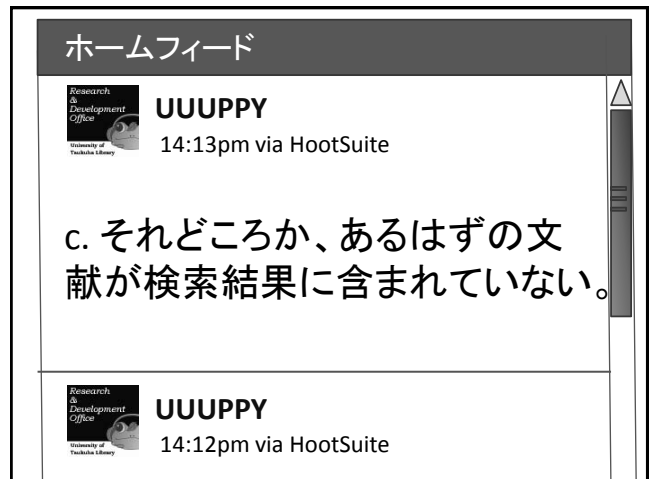 ホームフィード
Research
&
Development
Office
University of
Tsukuba Library
UUUPPY
14:13pm via HootSuite
c. それどころか、あるはずの文
献が検索結果に含まれていない。
Research
&
Development
Office
University of
Tsukuba Library
UUUPPY
14:12pm via HootSuite